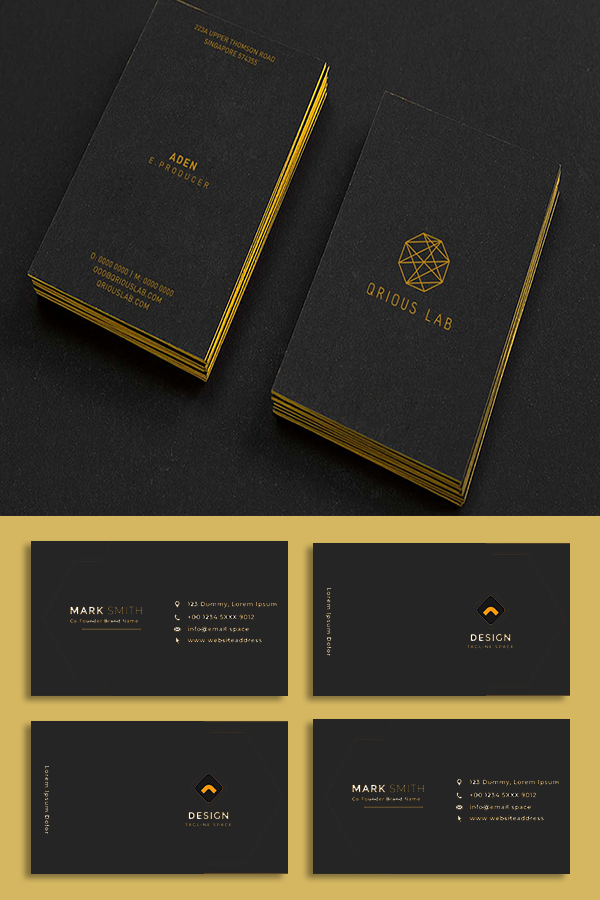 223A UPPER THOMSON ROAD
SINGAPORE 574355
ADEN
E. PRODUCER
O: 0000 0000 | M: 0000 0000
OOO@QRIOUSLAB.COM
QRIOUSLAB.COM
QRIOUS LAB
MARK SMITH
Co Founder Brand Name
123 Dummy, Lorem Ipsum
+00 1234 5XXX 9012
info@email space
www websiteaddress
Lorem Ipsum Dolor
DESIGN
TAGLINE SPACE
Lorem Ipsum Dolor
DESIGN
TAGLINE SPACE
MARK SMITH
Co Founder Brand Name
123 Dummy, Lorem Ipsum
+00 1234 5XXX 9012
info@email space
www websiteaddress